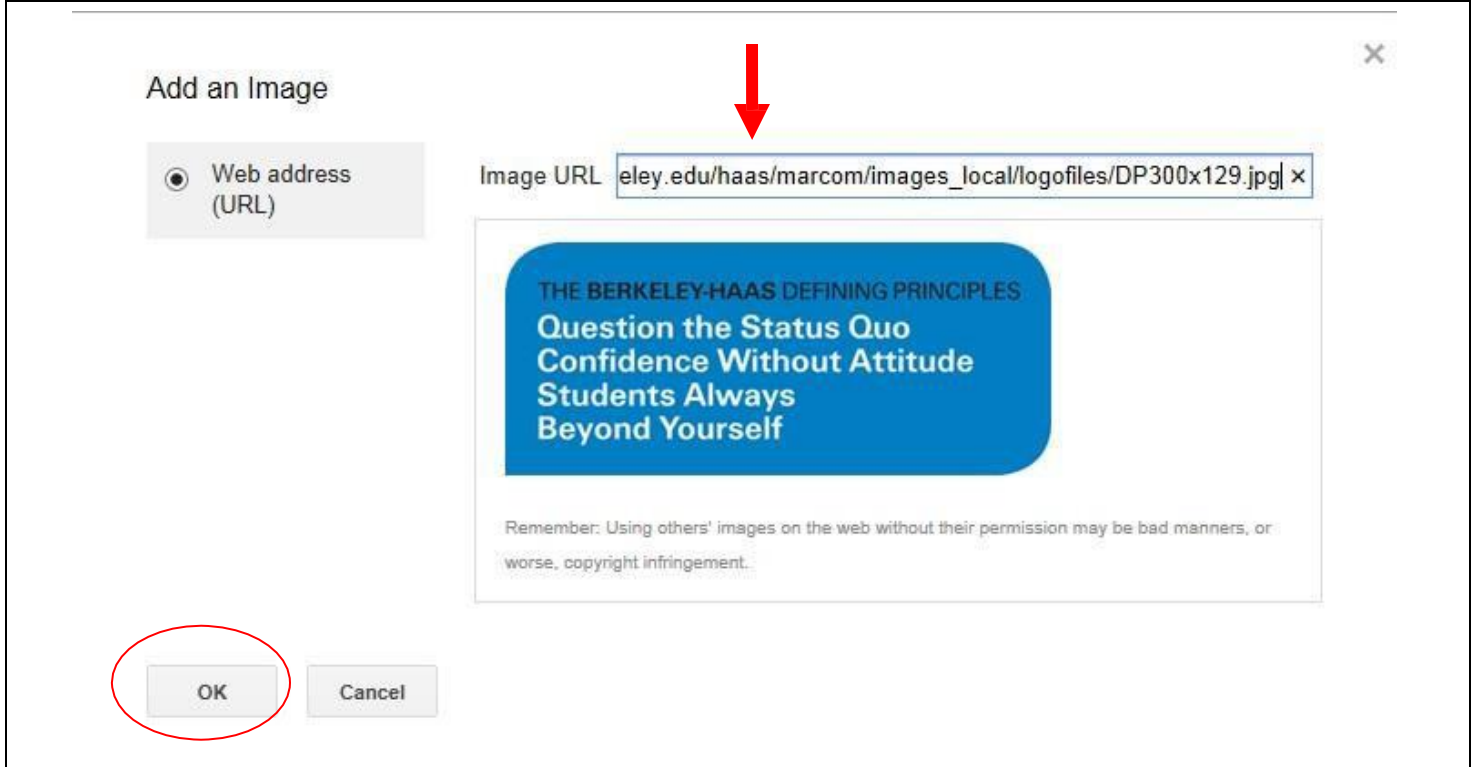 Add an Image
×
Web address
(URL)
Image URL eley.edu/haas/marcom/images_local/logofiles/DP300x129.jpg ×
THE BERKELEY-HAAS DEFINING PRINCIPLES
Question the Status Quo
Confidence Without Attitude
Students Always
Beyond Yourself
Remember: Using others' images on the web without their permission may be bad manners, or
worse, copyright infringement.
OK Cancel